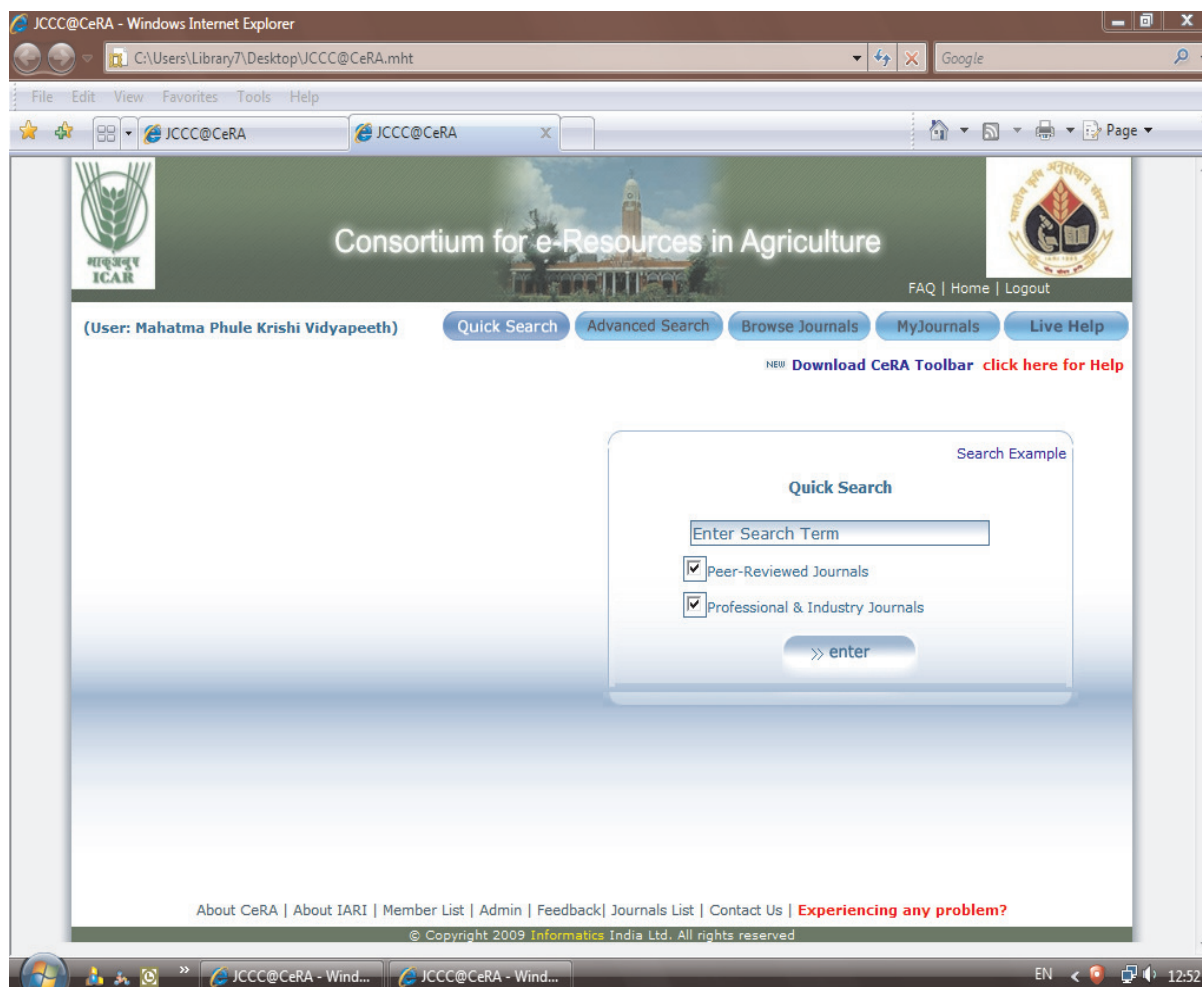 JCCC@CeRA - Windows Internet Explorer
C:\Users\Library7\Desktop\JCCC@CeRA.mht
Google
File Edit View Favorites Tools Help
JCCC@CeRA JCCC@CeRA X Page
Consortium for e-Resources in Agriculture
भाकृअनुप
ICAR
FAQ | Home | Logout
(User: Mahatma Phule Krishi Vidyapeeth) Quick Search Advanced Search Browse Journals MyJournals Live Help
NEW Download CeRA Toolbar click here for Help
Search Example
Quick Search
Enter Search Term
Peer-Reviewed Journals
Professional & Industry Journals
>> enter
About CeRA | About IARI | Member List | Admin | Feedback| Journals List | Contact Us | Experiencing any problem?
© Copyright 2009 Informatics India Ltd. All rights reserved
JCCC@CeRA - Wind... JCCC@CeRA - Wind... EN 12:52